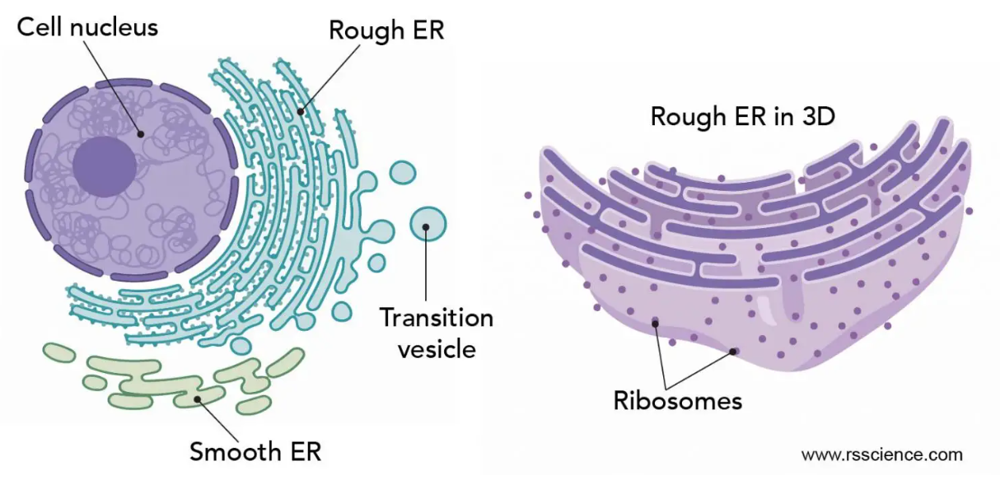 Cell nucleus
Rough ER
Transition
vesicle
Smooth ER
Rough ER in 3D
Ribosomes
www.rsscience.com